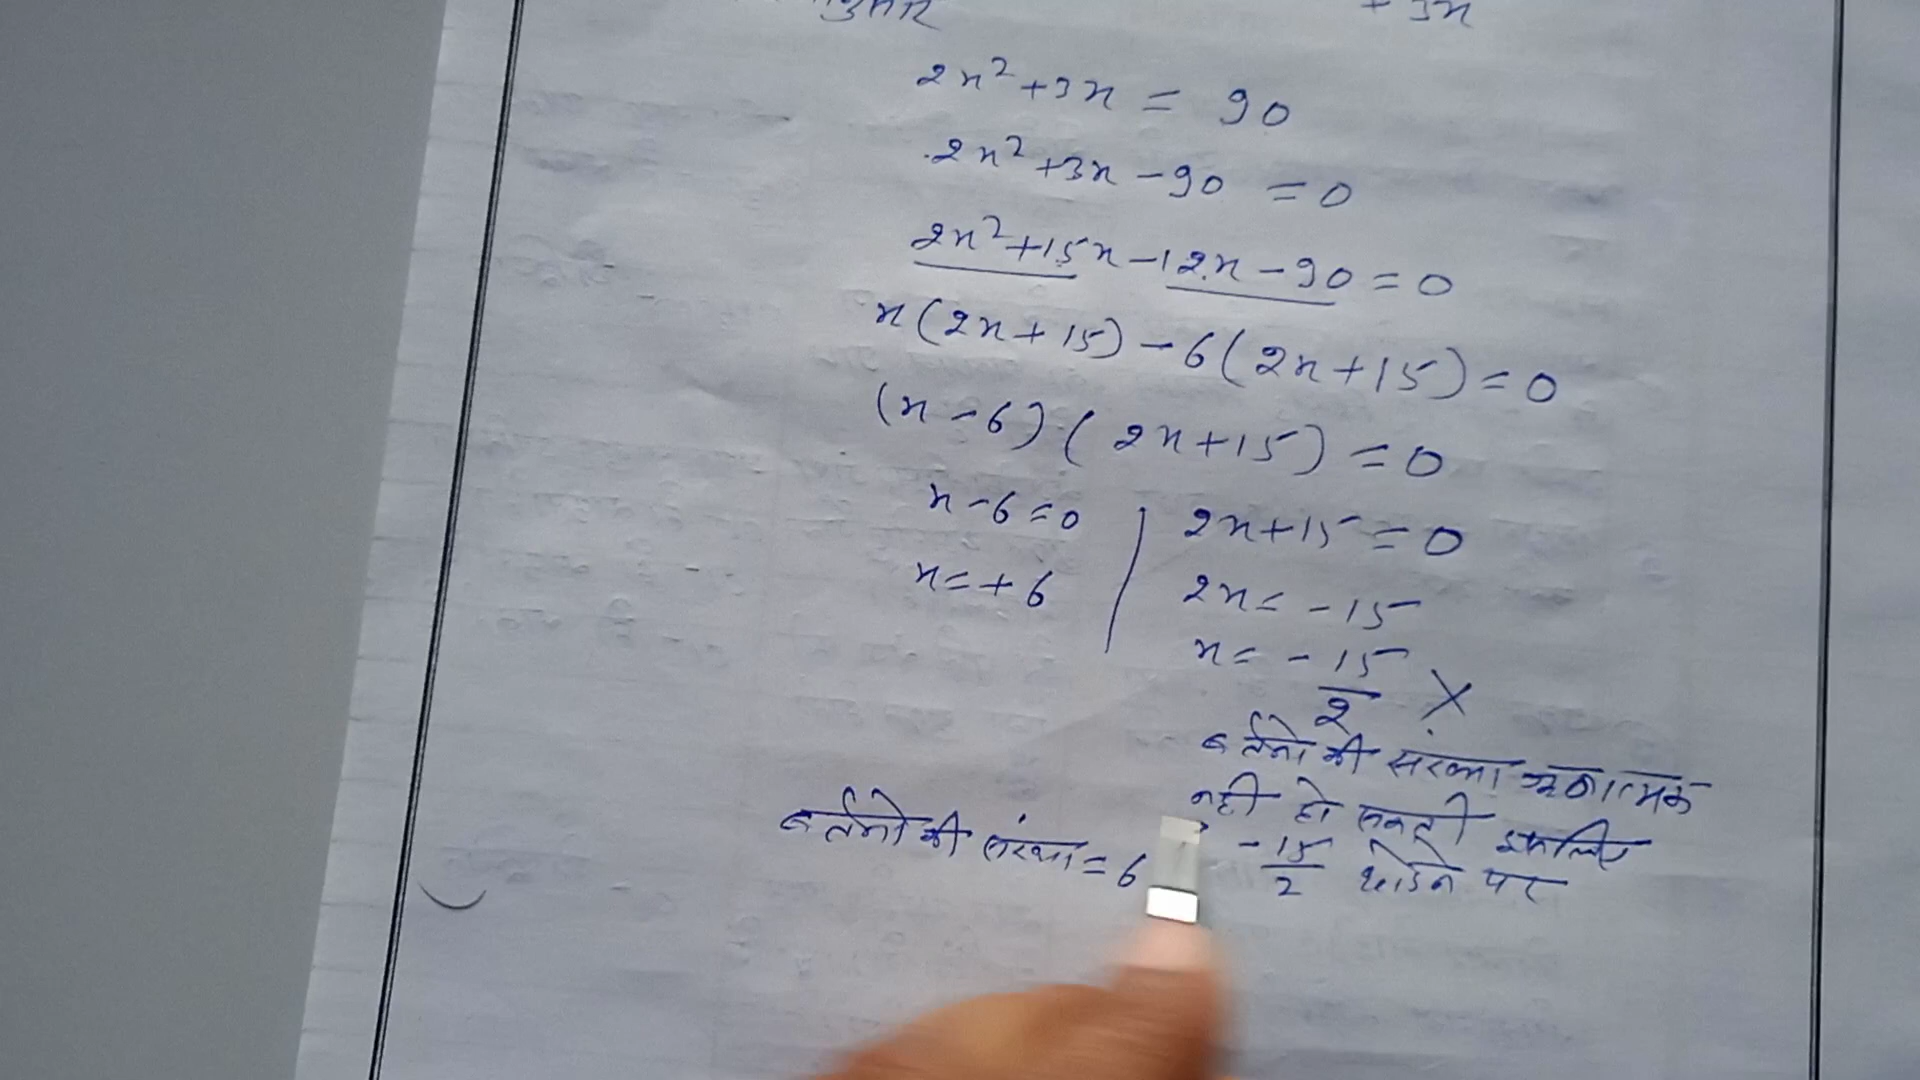 + 3x
2x² + 3x = 90
2x² + 3x - 90 = 0
2x² + 15x - 12x - 90 = 0
x(2x + 15) - 6(2x + 15) = 0
(x - 6)(2x + 15) = 0
x - 6 = 0 | 2x + 15 = 0
x = + 6 | 2x = - 15
x = - 15/2 ×
बर्तनो की संख्या ऋणात्मक
नही हो सकती इसलिए
- 15/2 छोडने पर
बर्तनो की संख्या = 6